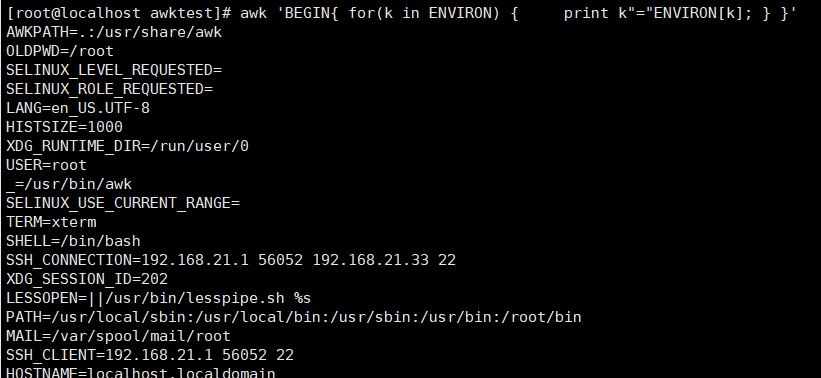 [root@localhost awktest]# awk 'BEGIN{ for(k in ENVIRON) {     print k"="ENVIRON[k]; } }'
AWKPATH=.:/usr/share/awk
OLDPWD=/root
SELINUX_LEVEL_REQUESTED=
SELINUX_ROLE_REQUESTED=
LANG=en_US.UTF-8
HISTSIZE=1000
XDG_RUNTIME_DIR=/run/user/0
USER=root
_=/usr/bin/awk
SELINUX_USE_CURRENT_RANGE=
TERM=xterm
SHELL=/bin/bash
SSH_CONNECTION=192.168.21.1 56052 192.168.21.33 22
XDG_SESSION_ID=202
LESSOPEN=||/usr/bin/lesspipe.sh %s
PATH=/usr/local/sbin:/usr/local/bin:/usr/sbin:/usr/bin:/root/bin
MAIL=/var/spool/mail/root
SSH_CLIENT=192.168.21.1 56052 22
HOSTNAME=localhost.localdomain